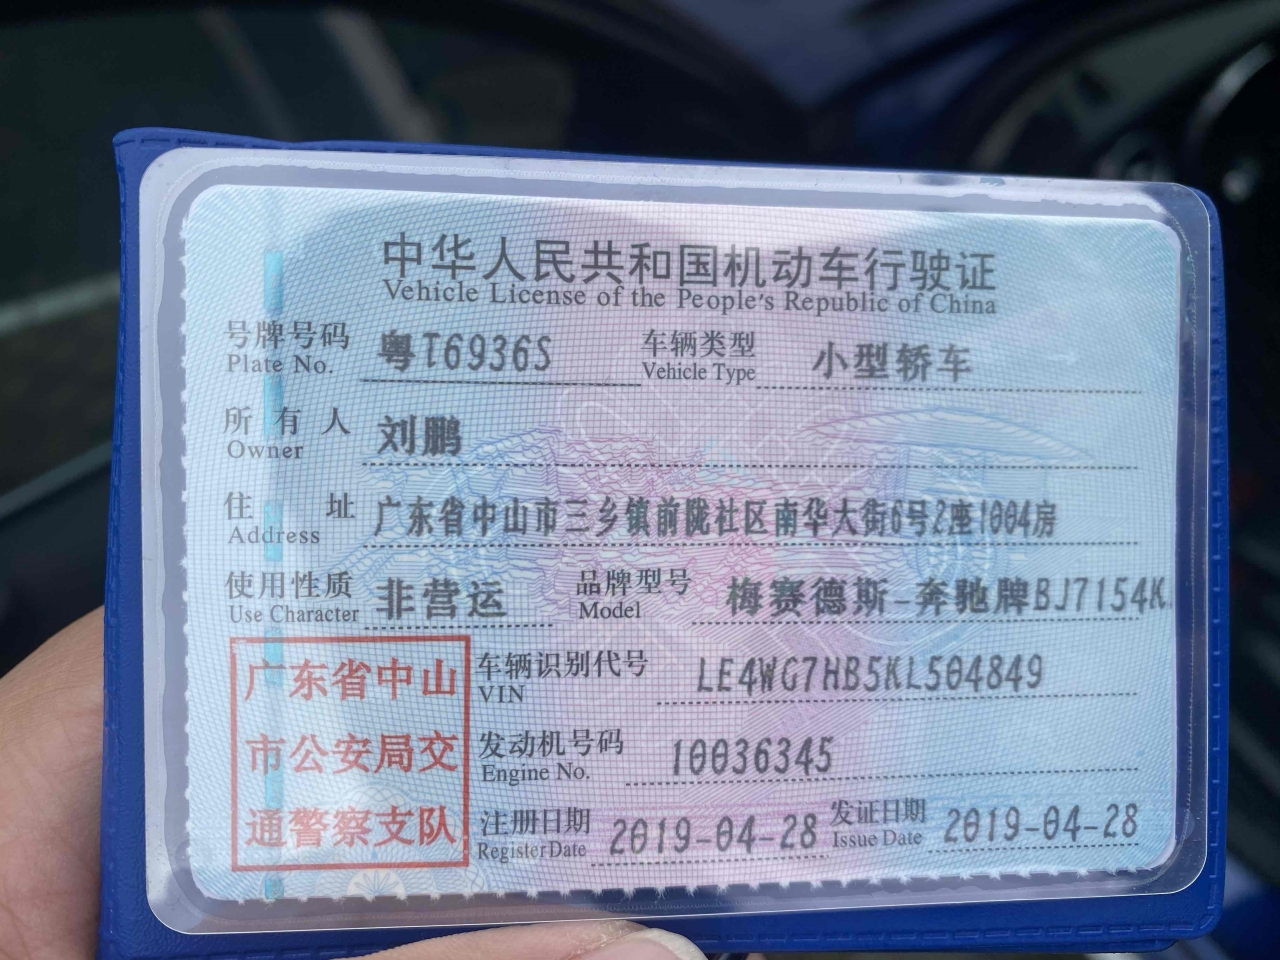 中华人民共和国机动车行驶证
Vehicle License of the People's Republic of China
号牌号码 粤T6936S 车辆类型 小型轿车
Plate No. Vehicle Type
所有人 刘鹏
Owner
住址 广东省中山市三乡镇前陇社区南华大街6号2座1004房
Address
使用性质 非营运 品牌型号 梅赛德斯-奔驰牌BJ7154K
Use Character Model
广东省中山
市公安局交
通警察支队
车辆识别代号 LE4WG7HB5KL504849
VIN
发动机号码 10036345
Engine No.
注册日期 2019-04-28 发证日期 2019-04-28
Register Date Issue Date